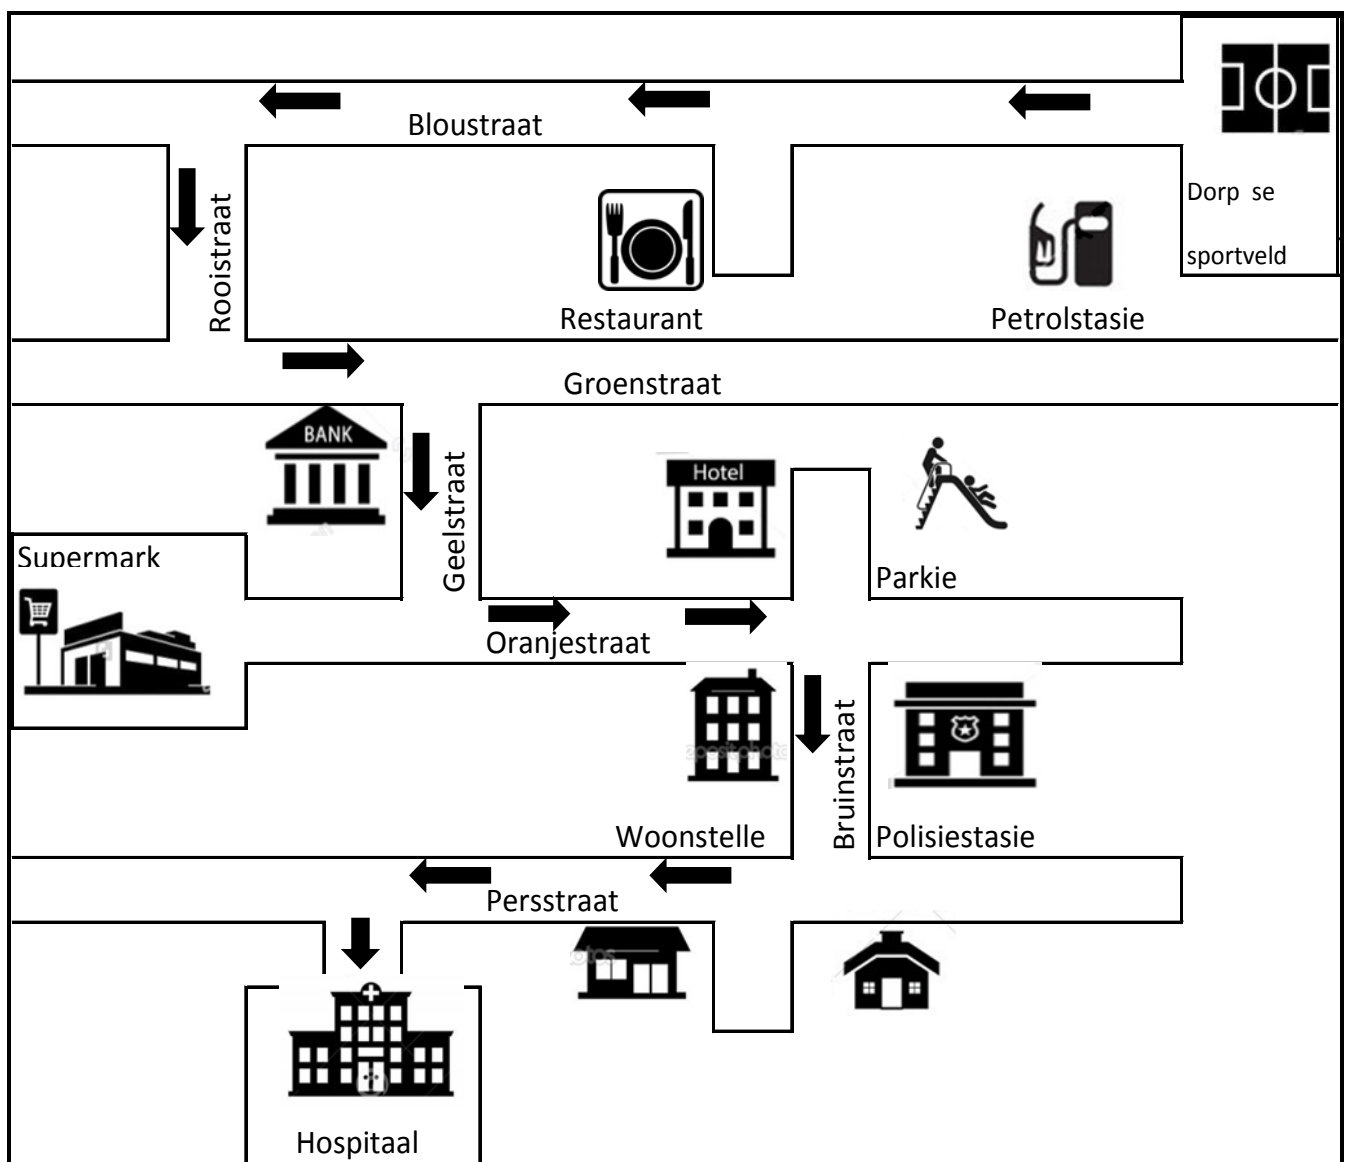 Bloustraat
Dorp se
sportveld
Rooistraat
Restaurant
Petrolstasie
Groenstraat
BANK
Geelstraat
Hotel
Supermark
Parkie
Oranjestraat
Bruinstraat
Woonstelle
Polisiestasie
Persstraat
Hospitaal